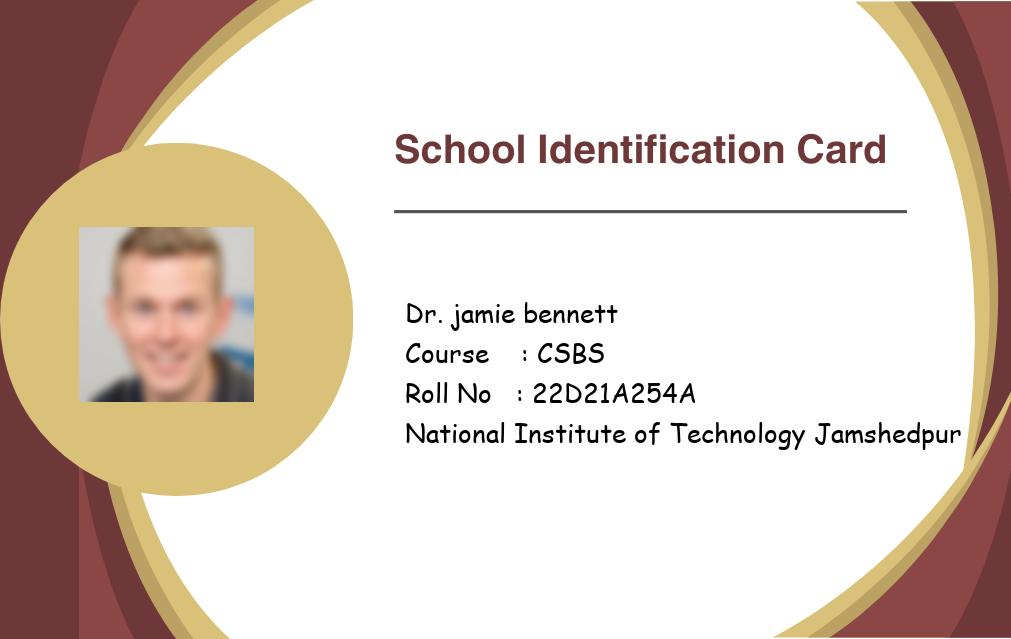 School Identification Card
Dr. jamie bennett
Course : CSBS
Roll No : 22D21A254A
National Institute of Technology Jamshedpur